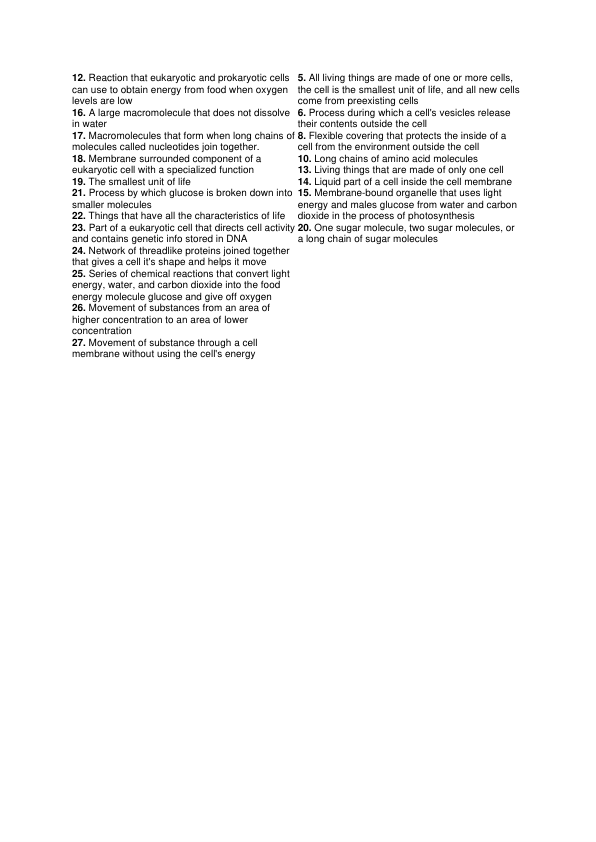 12. Reaction that eukaryotic and prokaryotic cells
can use to obtain energy from food when oxygen
levels are low
16. A large macromolecule that does not dissolve
in water
17. Macromolecules that form when long chains of
molecules called nucleotides join together.
18. Membrane surrounded component of a
eukaryotic cell with a specialized function
19. The smallest unit of life
21. Process by which glucose is broken down into
smaller molecules
22. Things that have all the characteristics of life
23. Part of a eukaryotic cell that directs cell activity
and contains genetic info stored in DNA
24. Network of threadlike proteins joined together
that gives a cell it's shape and helps it move
25. Series of chemical reactions that convert light
energy, water, and carbon dioxide into the food
energy molecule glucose and give off oxygen
26. Movement of substances from an area of
higher concentration to an area of lower
concentration
27. Movement of substance through a cell
membrane without using the cell's energy
5. All living things are made of one or more cells,
the cell is the smallest unit of life, and all new cells
come from preexisting cells
6. Process during which a cell's vesicles release
their contents outside the cell
8. Flexible covering that protects the inside of a
cell from the environment outside the cell
10. Long chains of amino acid molecules
13. Living things that are made of only one cell
14. Liquid part of a cell inside the cell membrane
15. Membrane-bound organelle that uses light
energy and males glucose from water and carbon
dioxide in the process of photosynthesis
20. One sugar molecule, two sugar molecules, or
a long chain of sugar molecules